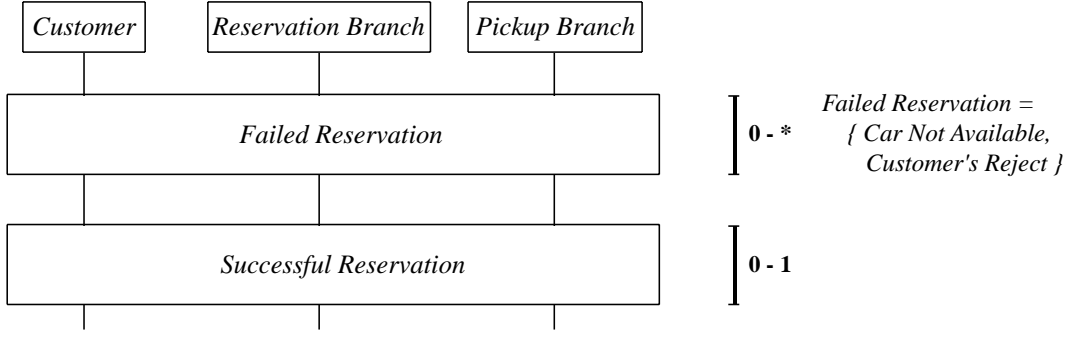 Customer
Reservation Branch
Pickup Branch
Failed Reservation
0 - *
Failed Reservation =
{ Car Not Available,
Customer's Reject }
Successful Reservation
0 - 1